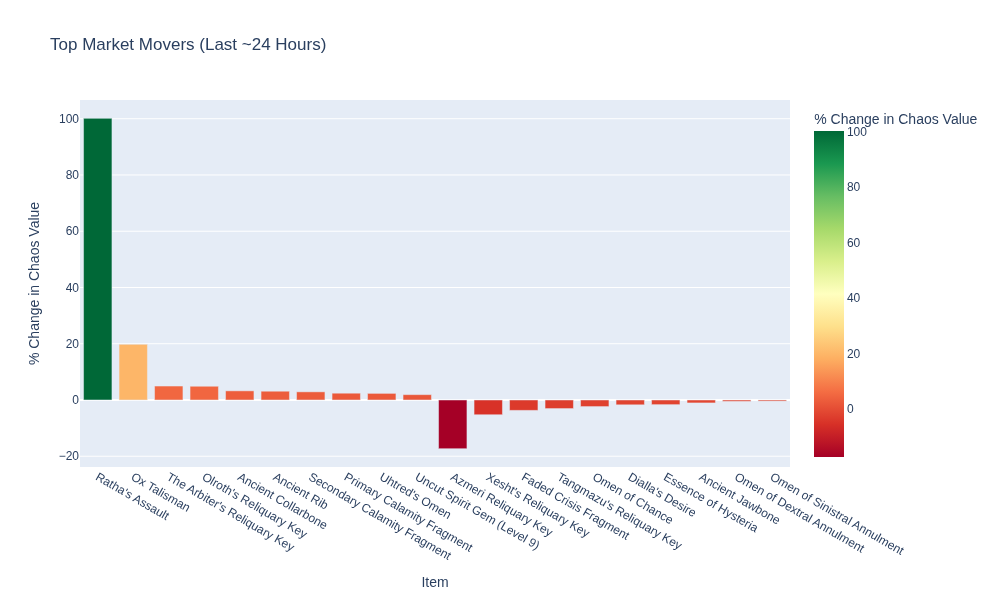 Top Market Movers (Last ~24 Hours)
% Change in Chaos Value
100
80
60
40
20
0
−20
% Change in Chaos Value
100
80
60
40
20
0
Ratha's Assault
Ox Talisman
The Arbiter's Reliquary Key
Olroth's Reliquary Key
Ancient Collarbone
Ancient Rib
Secondary Calamity Fragment
Primary Calamity Fragment
Uhtred's Omen
Uncut Spirit Gem (Level 9)
Azmeri Reliquary Key
Xesht's Reliquary Key
Faded Crisis Fragment
Tangmazu's Reliquary Key
Omen of Chance
Dialla's Desire
Essence of Hysteria
Ancient Jawbone
Omen of Dextral Annulment
Omen of Sinistral Annulment
Item